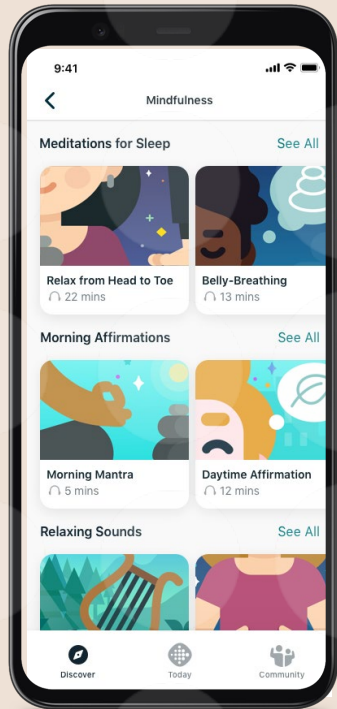 9:41
Mindfulness
Meditations for Sleep
See All
Relax from Head to Toe
22 mins
Belly-Breathing
13 mins
Morning Affirmations
See All
Morning Mantra
5 mins
Daytime Affirmation
12 mins
Relaxing Sounds
See All
Discover
Today
Community